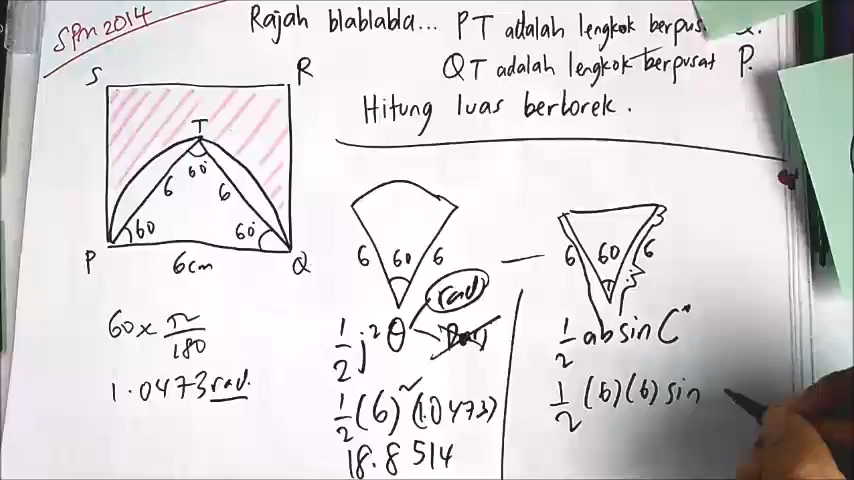 SPM 2014
Rajah blablabla... PT adalah lengkok berpus
QT adalah lengkok berpusat P.
Hitung luas berlorek.
S R
T
60°
6 6
60 60°
P 6cm Q
60 x π/180
1.0473 rad.
6 60 6
rad
1/2 j² θ
1/2 (6)² (1.0473)
18.8514
—
6 60 6
1/2 ab sin C°
1/2 (6)(6) sin